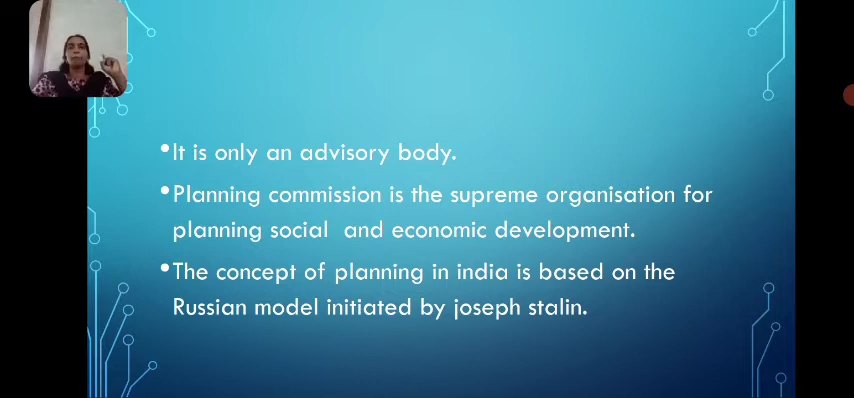 •It is only an advisory body.
•Planning commission is the supreme organisation for
planning social  and economic development.
•The concept of planning in india is based on the
Russian model initiated by joseph stalin.